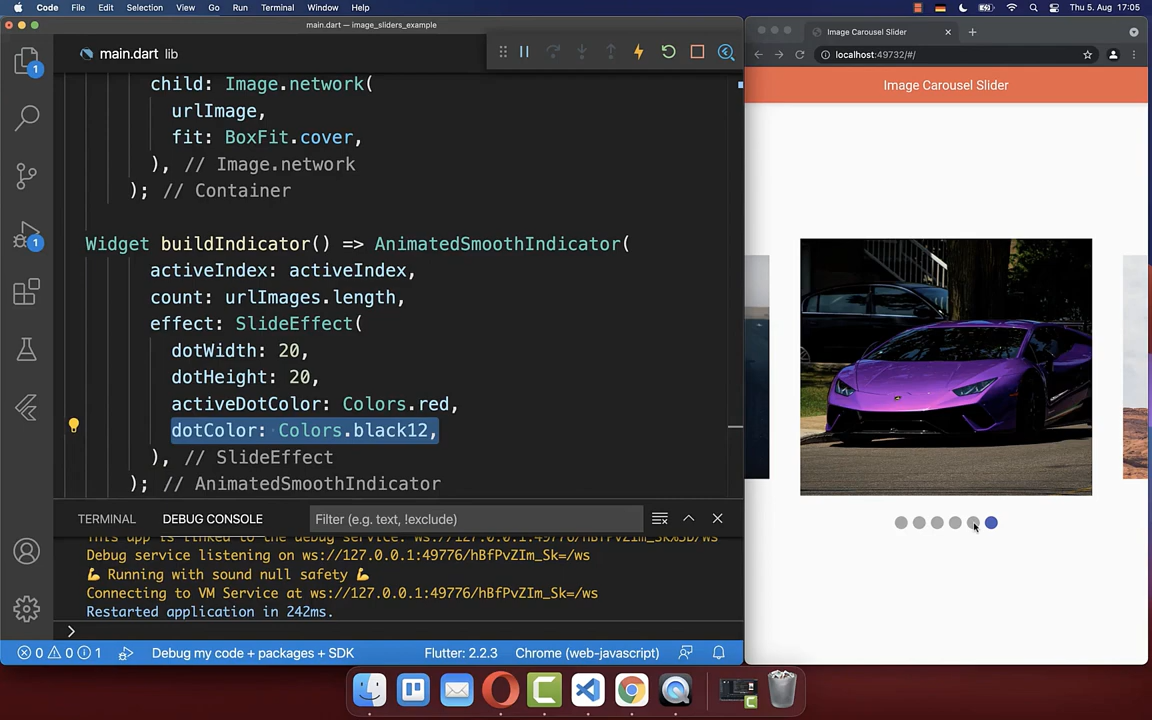 Code File Edit Selection View Go Run Terminal Window Help
Thu 5. Aug 17:05
main.dart — image_sliders_example
main.dart lib
1
1
child: Image.network(
urlImage,
fit: BoxFit.cover,
), // Image.network
); // Container
Widget buildIndicator() => AnimatedSmoothIndicator(
activeIndex: activeIndex,
count: urlImages.length,
effect: SlideEffect(
dotWidth: 20,
dotHeight: 20,
activeDotColor: Colors.red,
dotColor: Colors.black12,
), // SlideEffect
); // AnimatedSmoothIndicator
TERMINAL DEBUG CONSOLE Filter (e.g. text, !exclude)
Debug service listening on ws://127.0.0.1:49776/hBfPvZIm_Sk=/ws
💪 Running with sound null safety 💪
Connecting to VM Service at ws://127.0.0.1:49776/hBfPvZIm_Sk=/ws
Restarted application in 242ms.
0 0 1 Debug my code + packages + SDK Flutter: 2.2.3 Chrome (web-javascript)
Image Carousel Slider
localhost:49732/#/
Image Carousel Slider